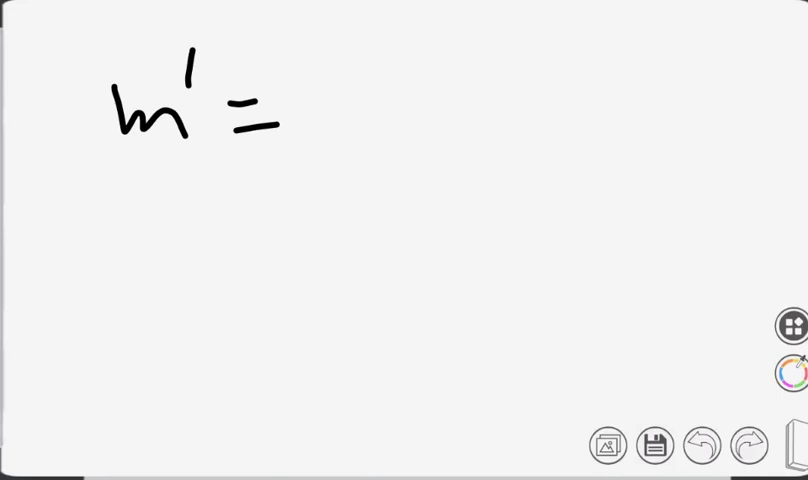 m' =